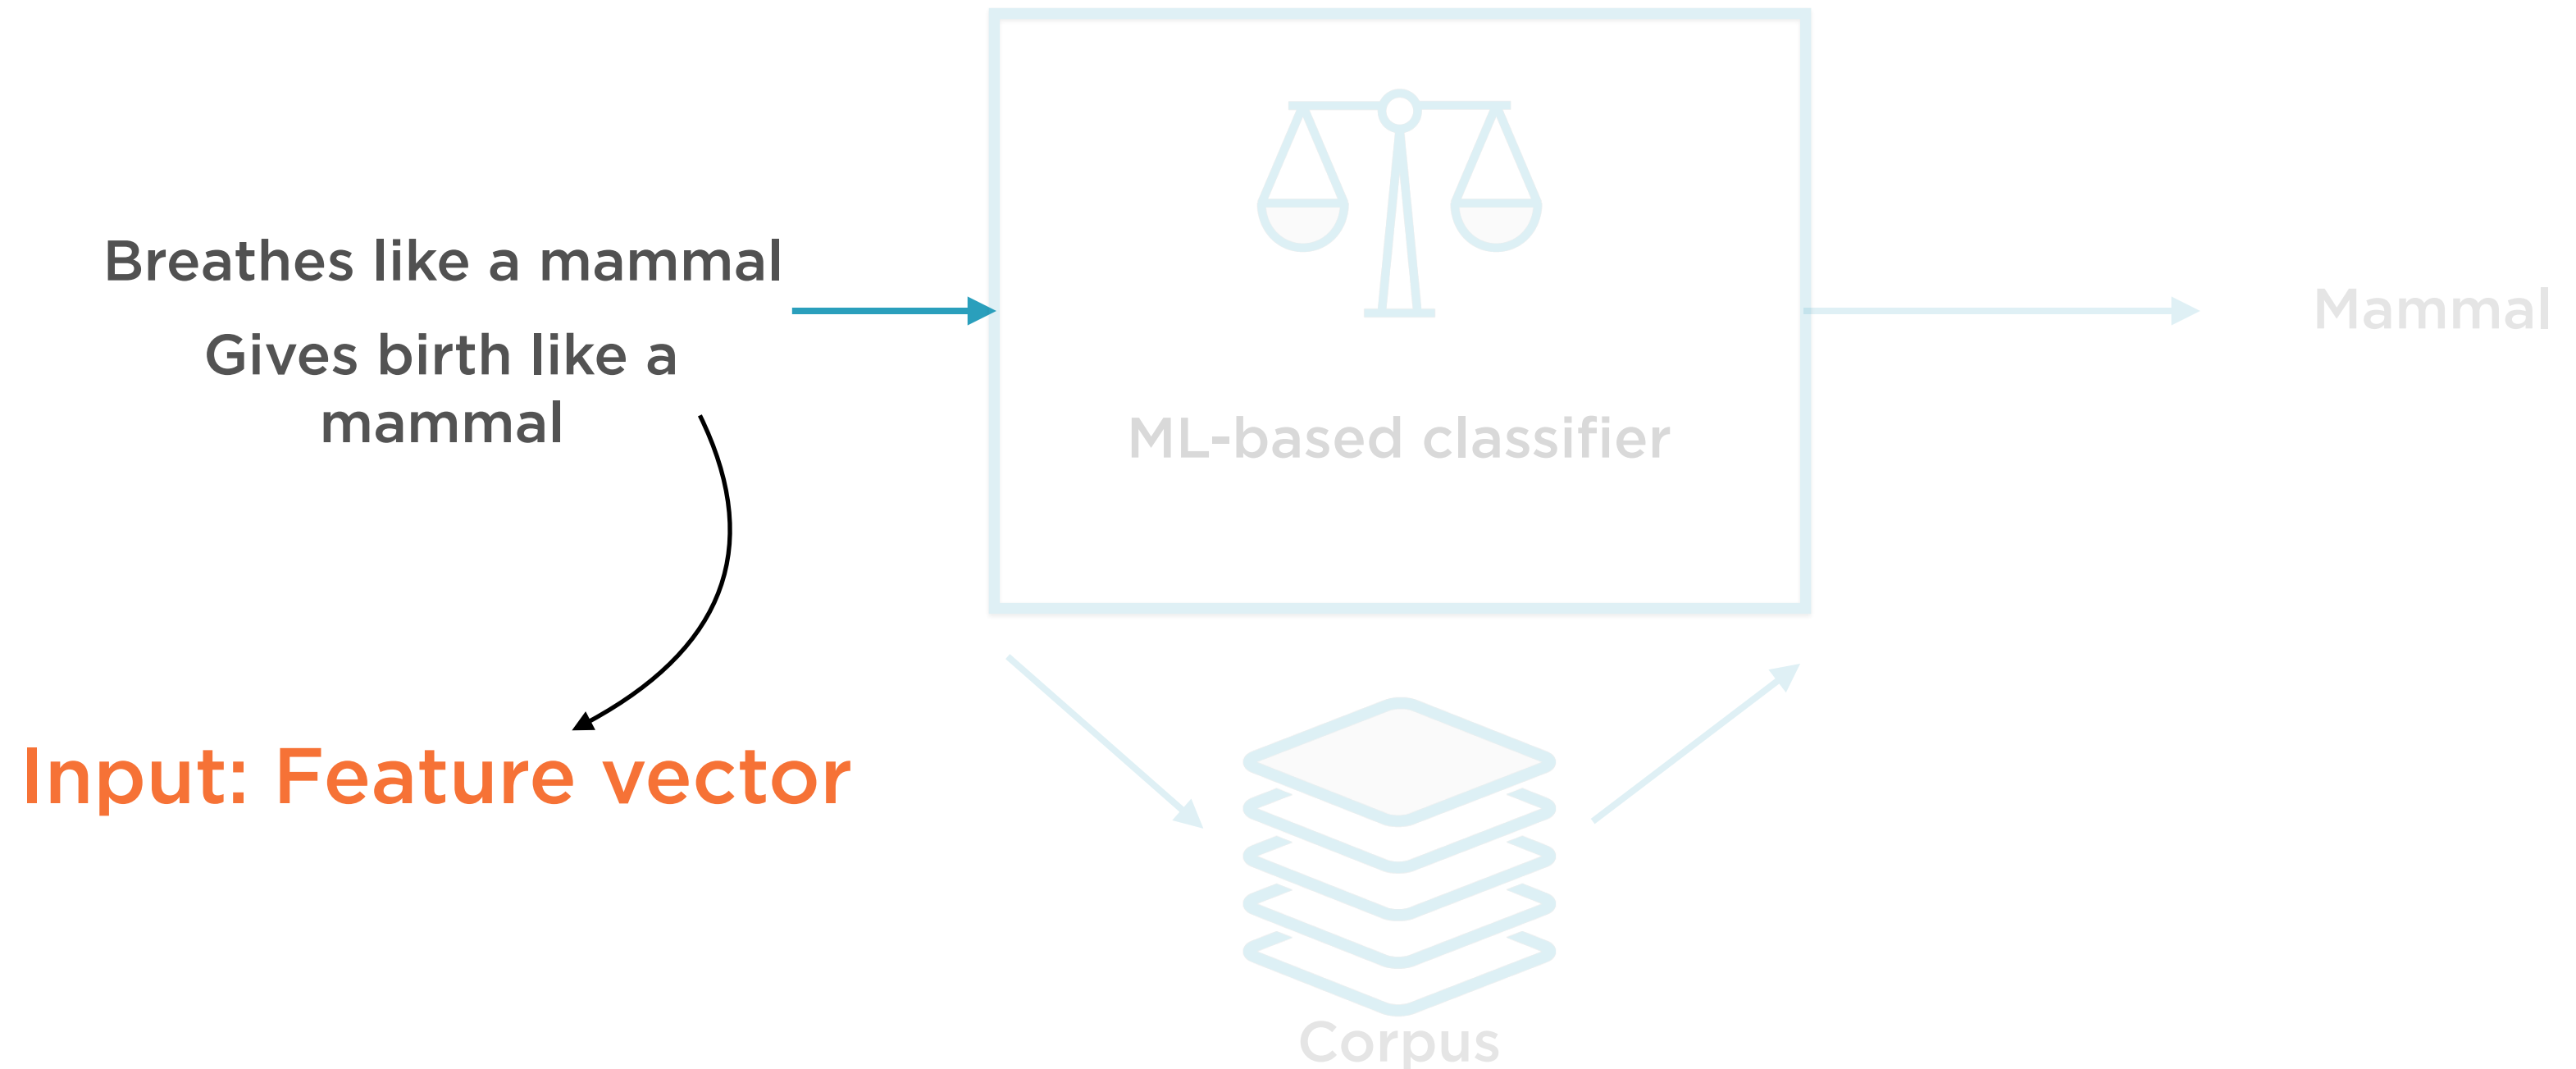 Breathes like a mammal
Gives birth like a
mammal
Input: Feature vector
ML-based classifier
Corpus
Mammal